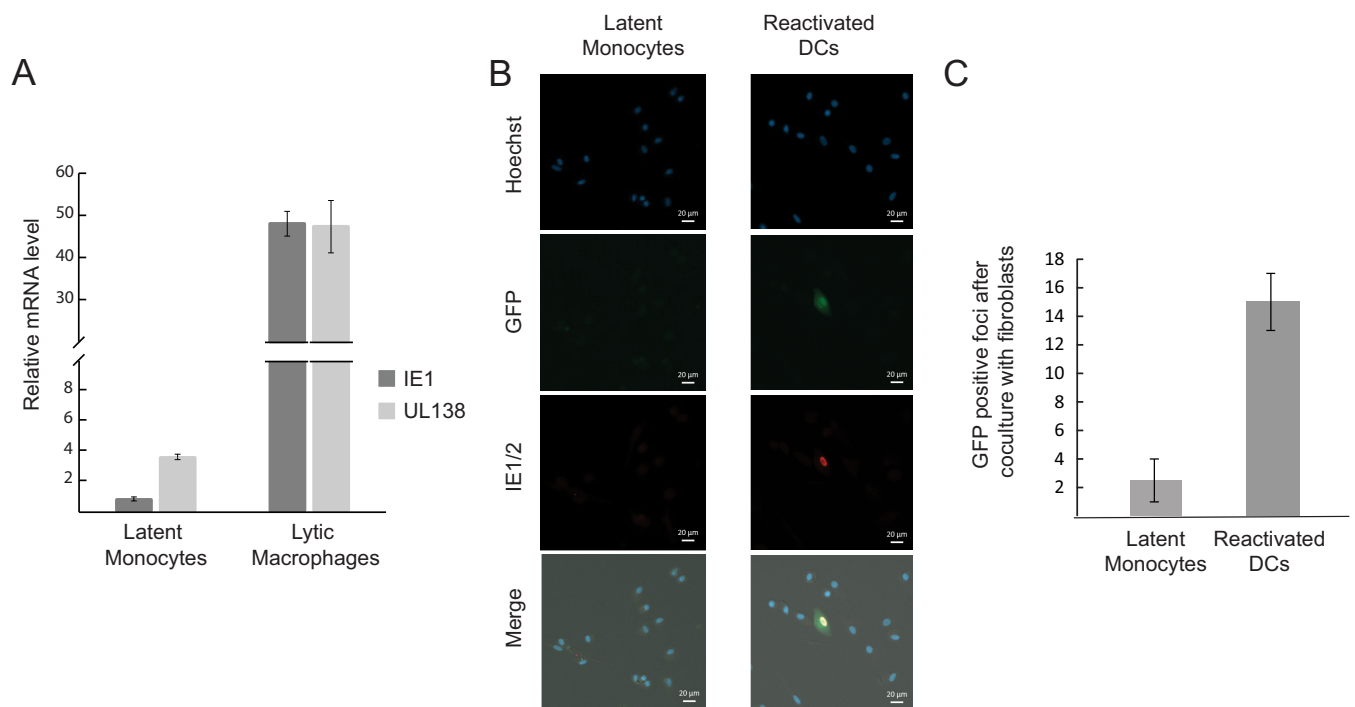 A
Relative mRNA level
60
50
40
30
8
6
4
2
Latent
Monocytes
Lytic
Macrophages
IE1
UL138
B
Latent
Monocytes
Reactivated
DCs
Hoechst
20 µm
20 µm
GFP
20 µm
20 µm
IE1/2
20 µm
20 µm
Merge
20 µm
20 µm
C
GFP positive foci after
coculture with fibroblasts
18
16
14
12
10
8
6
4
2
Latent
Monocytes
Reactivated
DCs